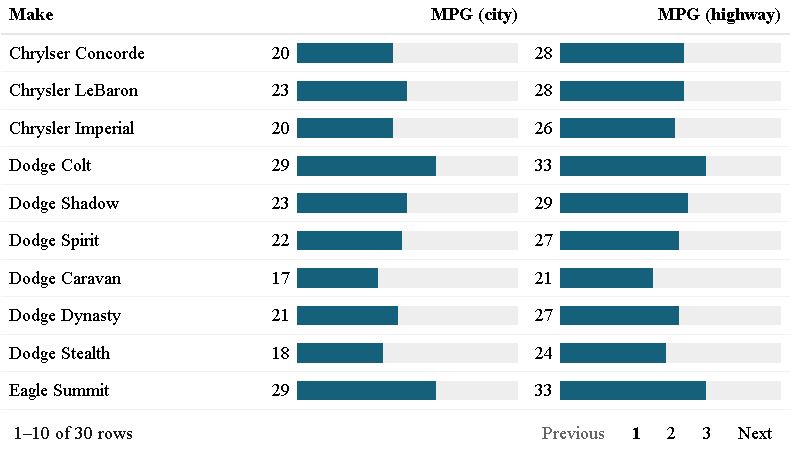 Make MPG (city) MPG (highway)
Chrylser Concorde 20 28
Chrysler LeBaron 23 28
Chrysler Imperial 20 26
Dodge Colt 29 33
Dodge Shadow 23 29
Dodge Spirit 22 27
Dodge Caravan 17 21
Dodge Dynasty 21 27
Dodge Stealth 18 24
Eagle Summit 29 33
1–10 of 30 rows Previous 1 2 3 Next